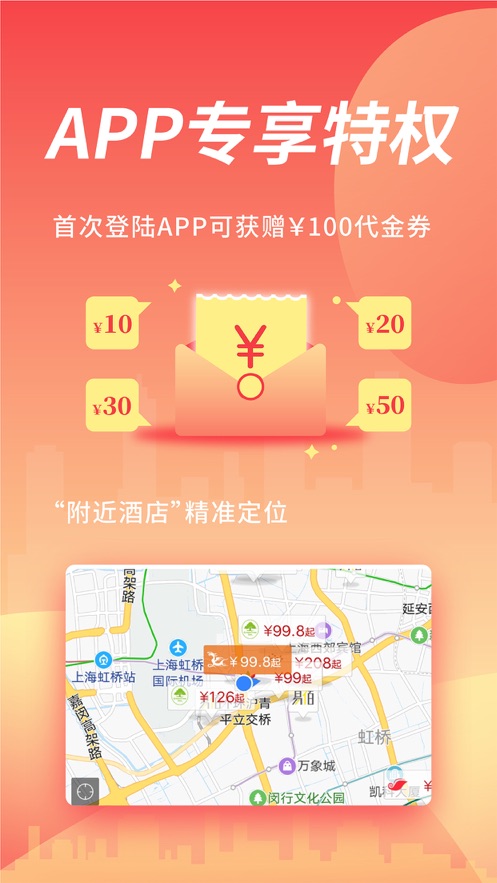 APP专享特权
首次登陆APP可获赠¥100代金券
¥10
¥20
¥
¥30
¥50
“附近酒店”精准定位
高架路
延安西
¥99.8起
上海西郊宾馆
上海虹桥国际机场
¥99.8起
¥208起
上海虹桥站
¥99起
¥126起
嘉闵高架路
平立交桥
虹桥
万象城
闵行文化公园